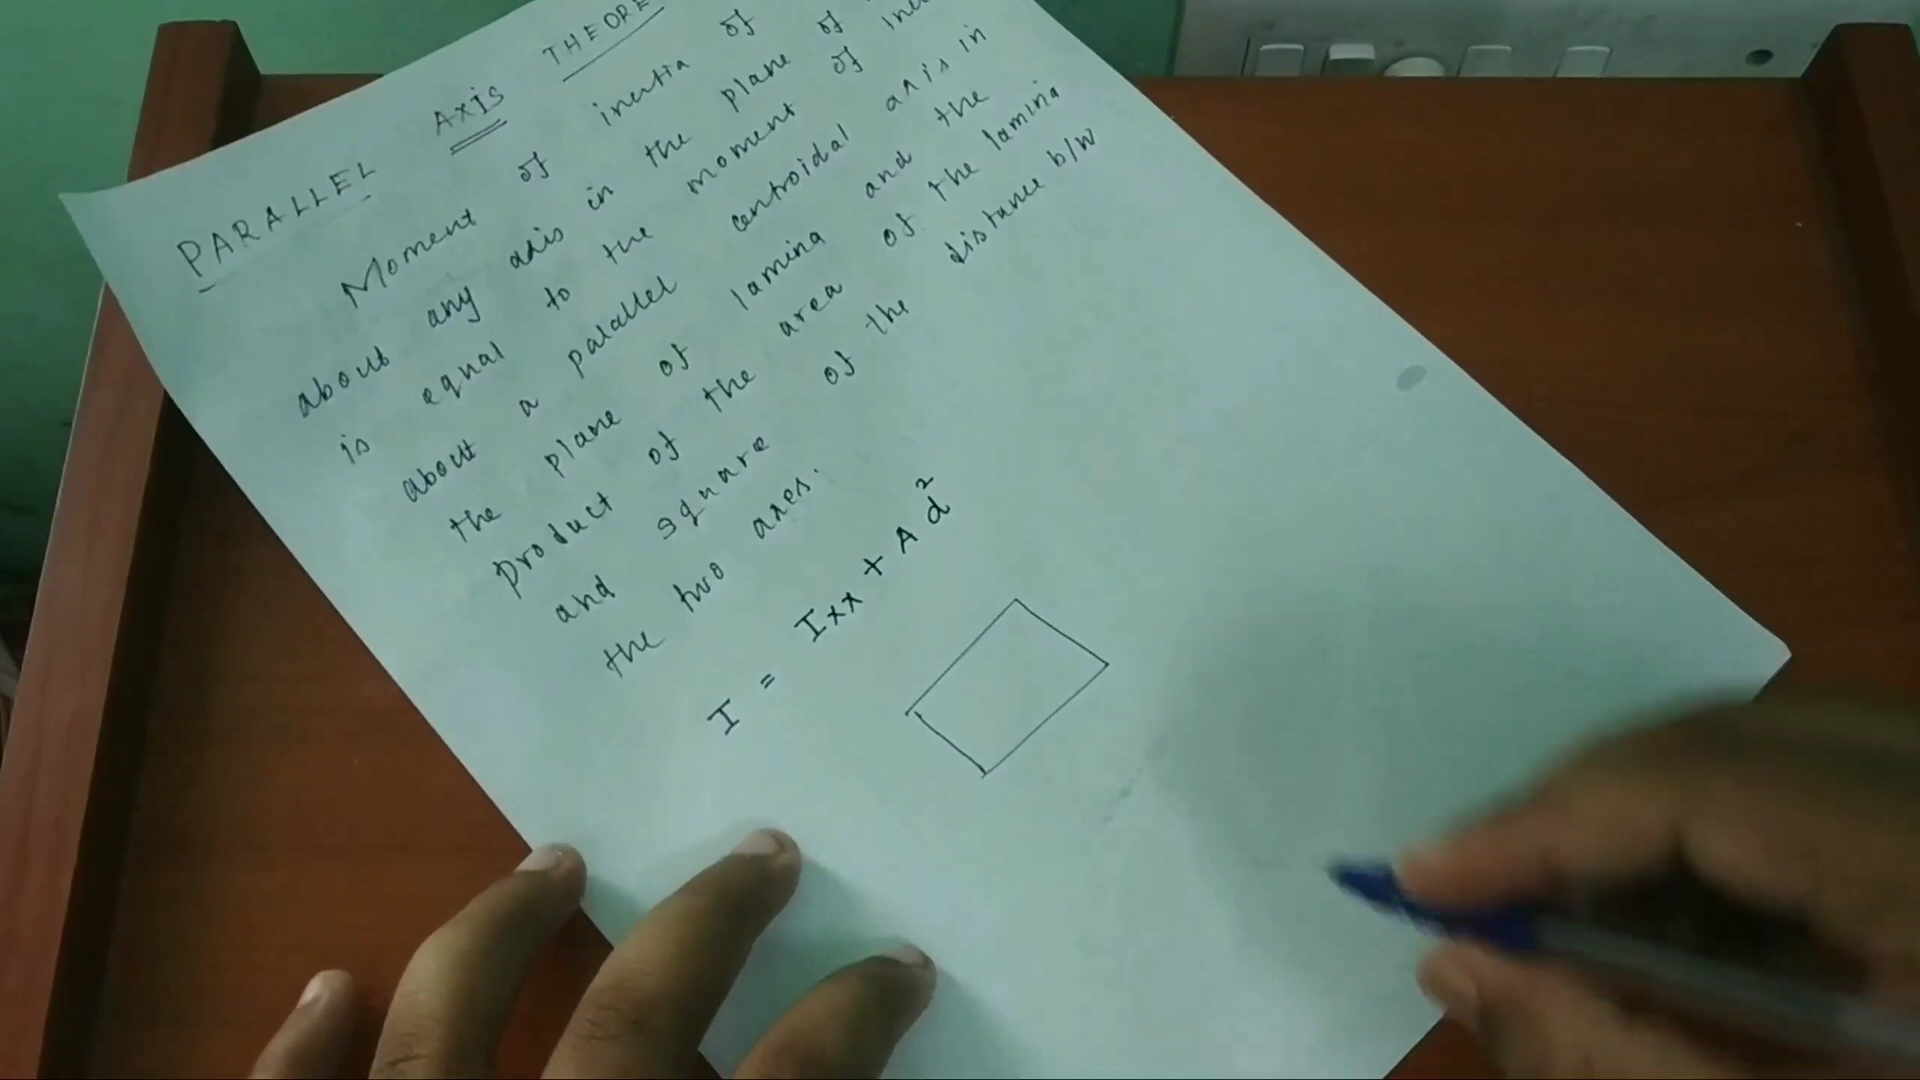 PARALLEL AXIS THEORE
Moment of inertia of
about any axis in the plane of
is equal to the moment of
about a parallel centroidal axis in
the plane of lamina and the
product of the area of the lamina
and square of the distance b/w
the two axes.
I = Ixx + Ad²